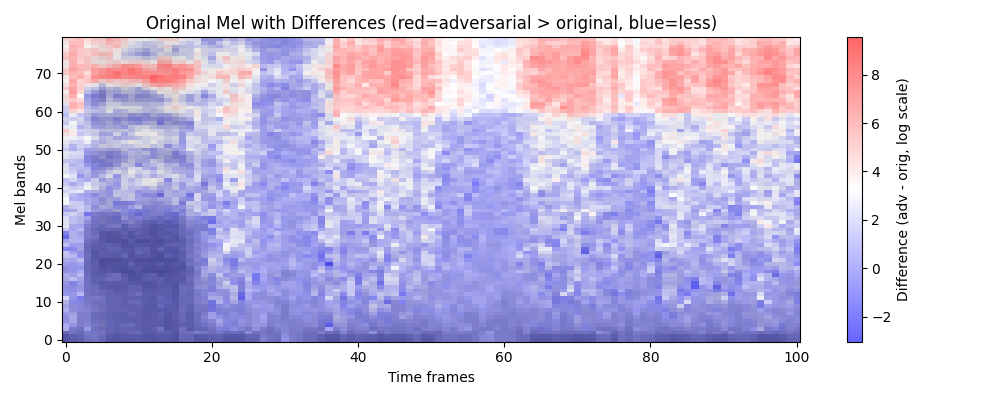 Original Mel with Differences (red=adversarial > original, blue=less)
Mel bands
70
60
50
40
30
20
10
0
0 20 40 60 80 100
Time frames
8
6
4
2
0
−2
Difference (adv - orig, log scale)